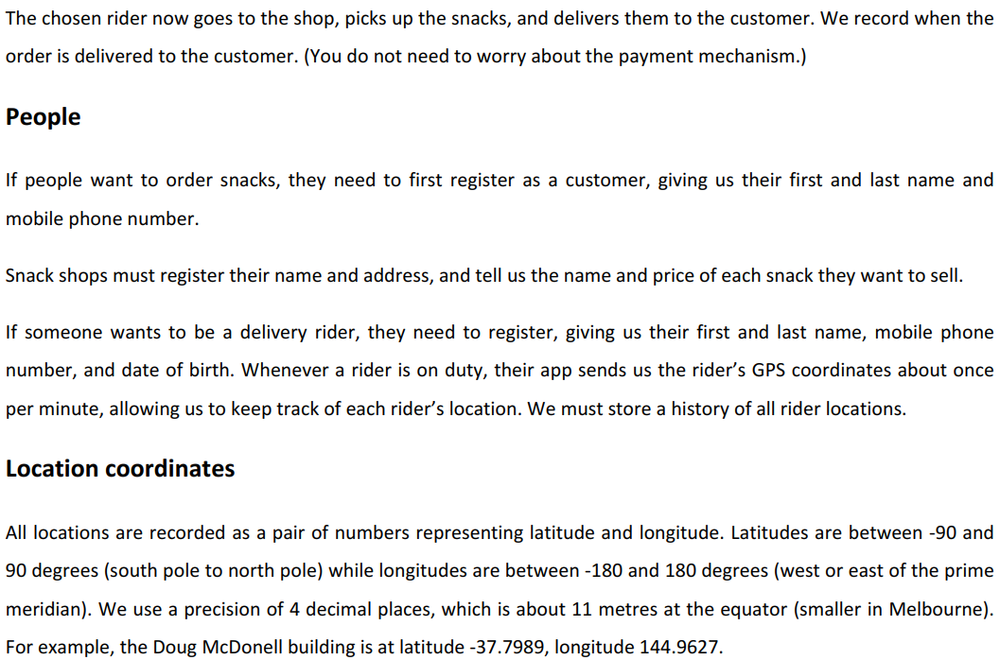 The chosen rider now goes to the shop, picks up the snacks, and delivers them to the customer. We record when the
order is delivered to the customer. (You do not need to worry about the payment mechanism.)
People
If people want to order snacks, they need to first register as a customer, giving us their first and last name and
mobile phone number.
Snack shops must register their name and address, and tell us the name and price of each snack they want to sell.
If someone wants to be a delivery rider, they need to register, giving us their first and last name, mobile phone
number, and date of birth. Whenever a rider is on duty, their app sends us the rider’s GPS coordinates about once
per minute, allowing us to keep track of each rider’s location. We must store a history of all rider locations.
Location coordinates
All locations are recorded as a pair of numbers representing latitude and longitude. Latitudes are between -90 and
90 degrees (south pole to north pole) while longitudes are between -180 and 180 degrees (west or east of the prime
meridian). We use a precision of 4 decimal places, which is about 11 metres at the equator (smaller in Melbourne).
For example, the Doug McDonell building is at latitude -37.7989, longitude 144.9627.